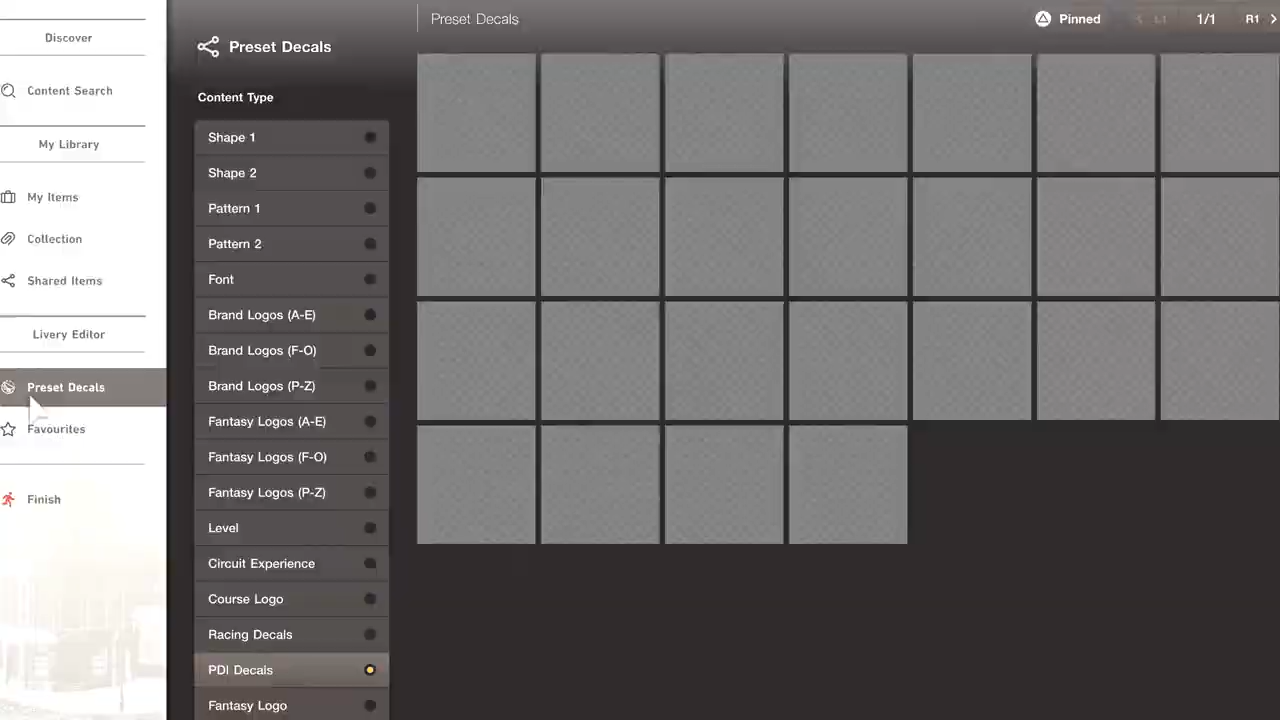 Discover
Content Search
My Library
My Items
Collection
Shared Items
Livery Editor
Preset Decals
Favourites
Finish
Preset Decals
Content Type
Shape 1
Shape 2
Pattern 1
Pattern 2
Font
Brand Logos (A-E)
Brand Logos (F-O)
Brand Logos (P-Z)
Fantasy Logos (A-E)
Fantasy Logos (F-O)
Fantasy Logos (P-Z)
Level
Circuit Experience
Course Logo
Racing Decals
PDI Decals
Fantasy Logo
Preset Decals
Pinned
L1
1/1
R1